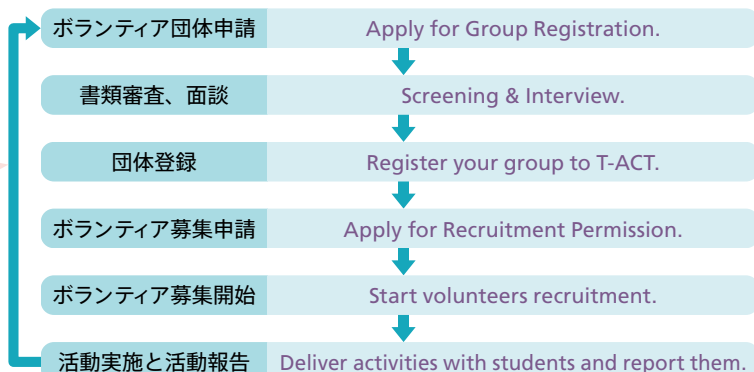 ボランティア団体申請 Apply for Group Registration.
書類審査、面談 Screening & Interview.
団体登録 Register your group to T-ACT.
ボランティア募集申請 Apply for Recruitment Permission.
ボランティア募集開始 Start volunteers recruitment.
活動実施と活動報告 Deliver activities with students and report them.